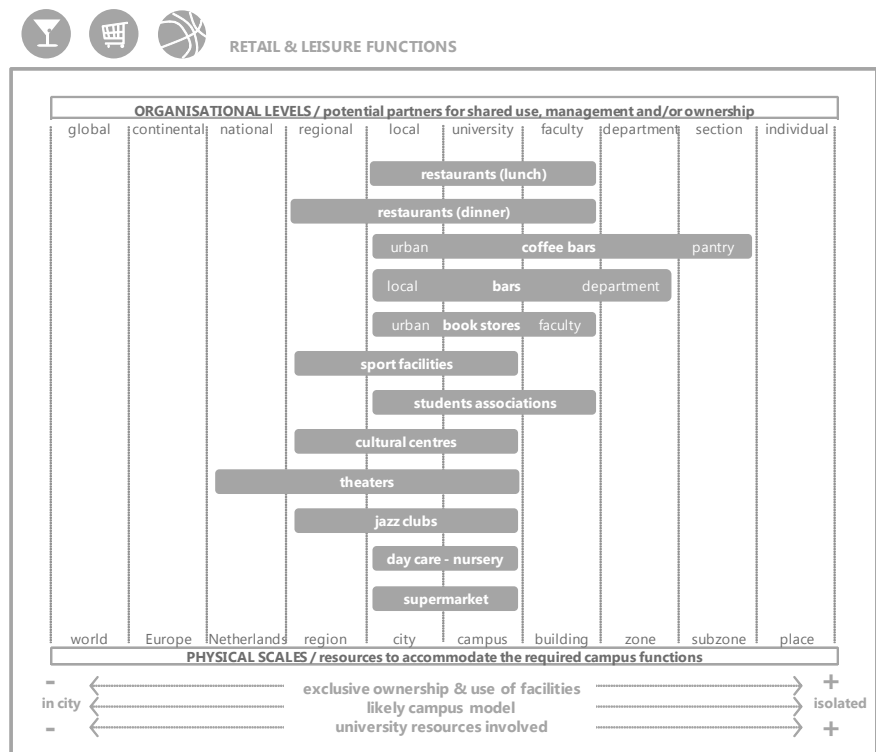 RETAIL & LEISURE FUNCTIONS
ORGANISATIONAL LEVELS / potential partners for shared use, management and/or ownership
global continental national regional local university faculty department section individual
restaurants (lunch)
restaurants (dinner)
urban coffee bars pantry
local bars department
urban book stores faculty
sport facilities
students associations
cultural centres
theaters
jazz clubs
day care - nursery
supermarket
world Europe Netherlands region city campus building zone subzone place
PHYSICAL SCALES / resources to accommodate the required campus functions
- exclusive ownership & use of facilities +
in city likely campus model isolated
- university resources involved +